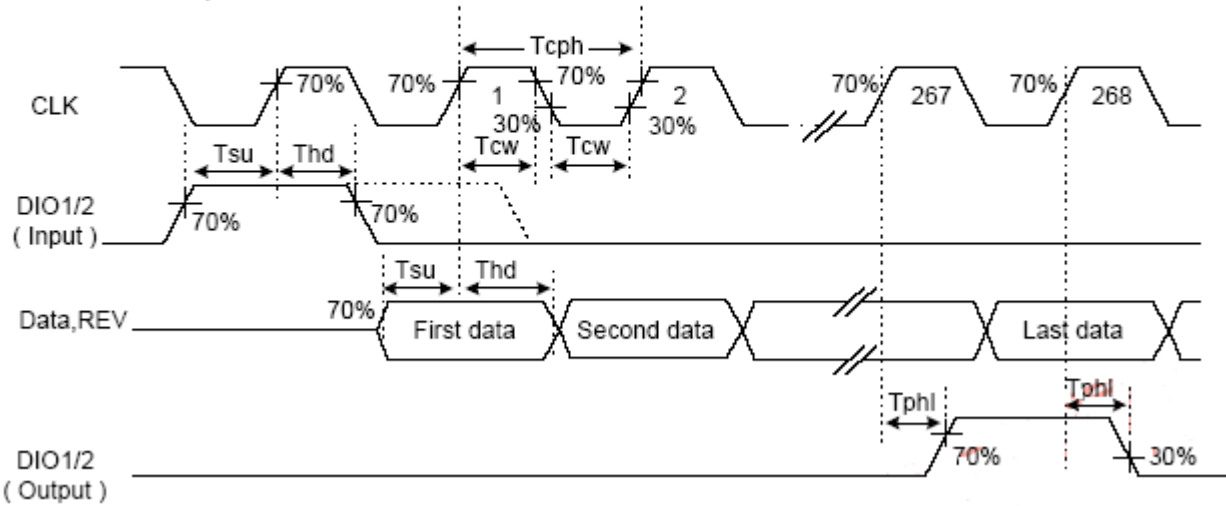 Tcph
70%
70%
70%
70%
70%
CLK
1
2
267
268
30%
30%
Tsu
Thd
Tcw
Tcw
DIO1/2
( Input )
70%
70%
Tsu
Thd
70%
Data,REV
First data
Second data
Last data
Tphl
Tphl
DIO1/2
( Output )
70%
30%